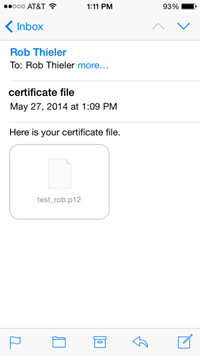 AT&T 1:11 PM 93%
Inbox
Rob Thieler
To: Rob Thieler more...
certificate file
May 27, 2014 at 1:09 PM
Here is your certificate file.
test_rob.p12